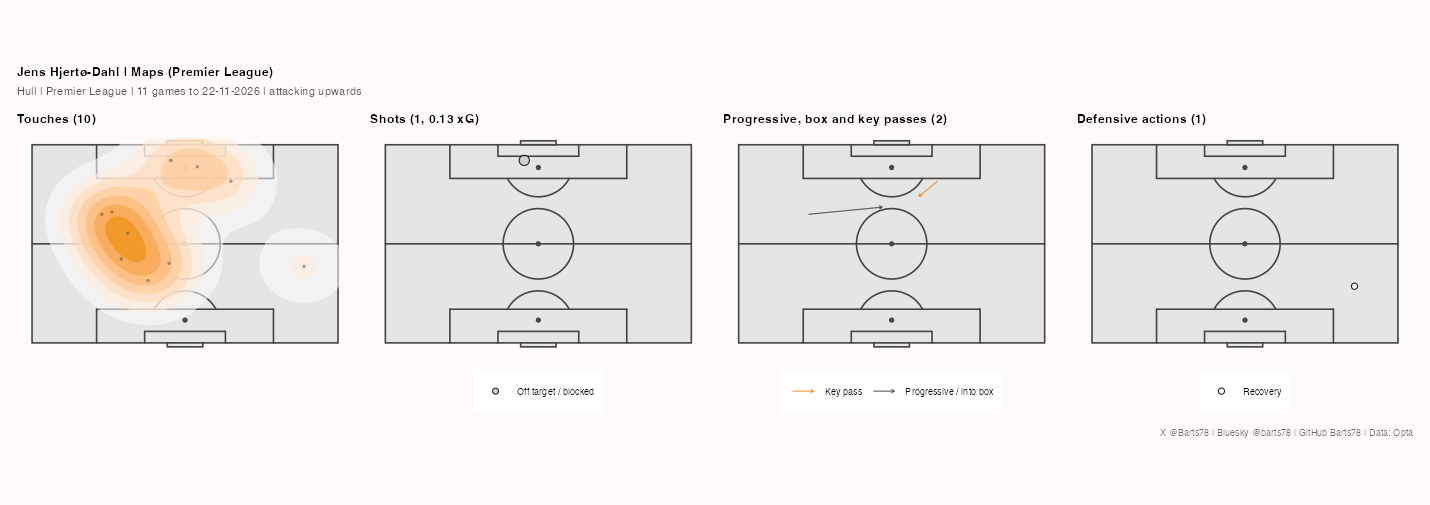 Jens Hjertø-Dahl | Maps (Premier League)
Hull | Premier League | 11 games to 22-11-2026 | attacking upwards
Touches (10)
Shots (1, 0.13 xG)
Progressive, box and key passes (2)
Defensive actions (1)
Off target / blocked
Key pass
Progressive / into box
Recovery
X @Barts78 | Bluesky @barts78 | GitHub Barts78 | Data: Opta